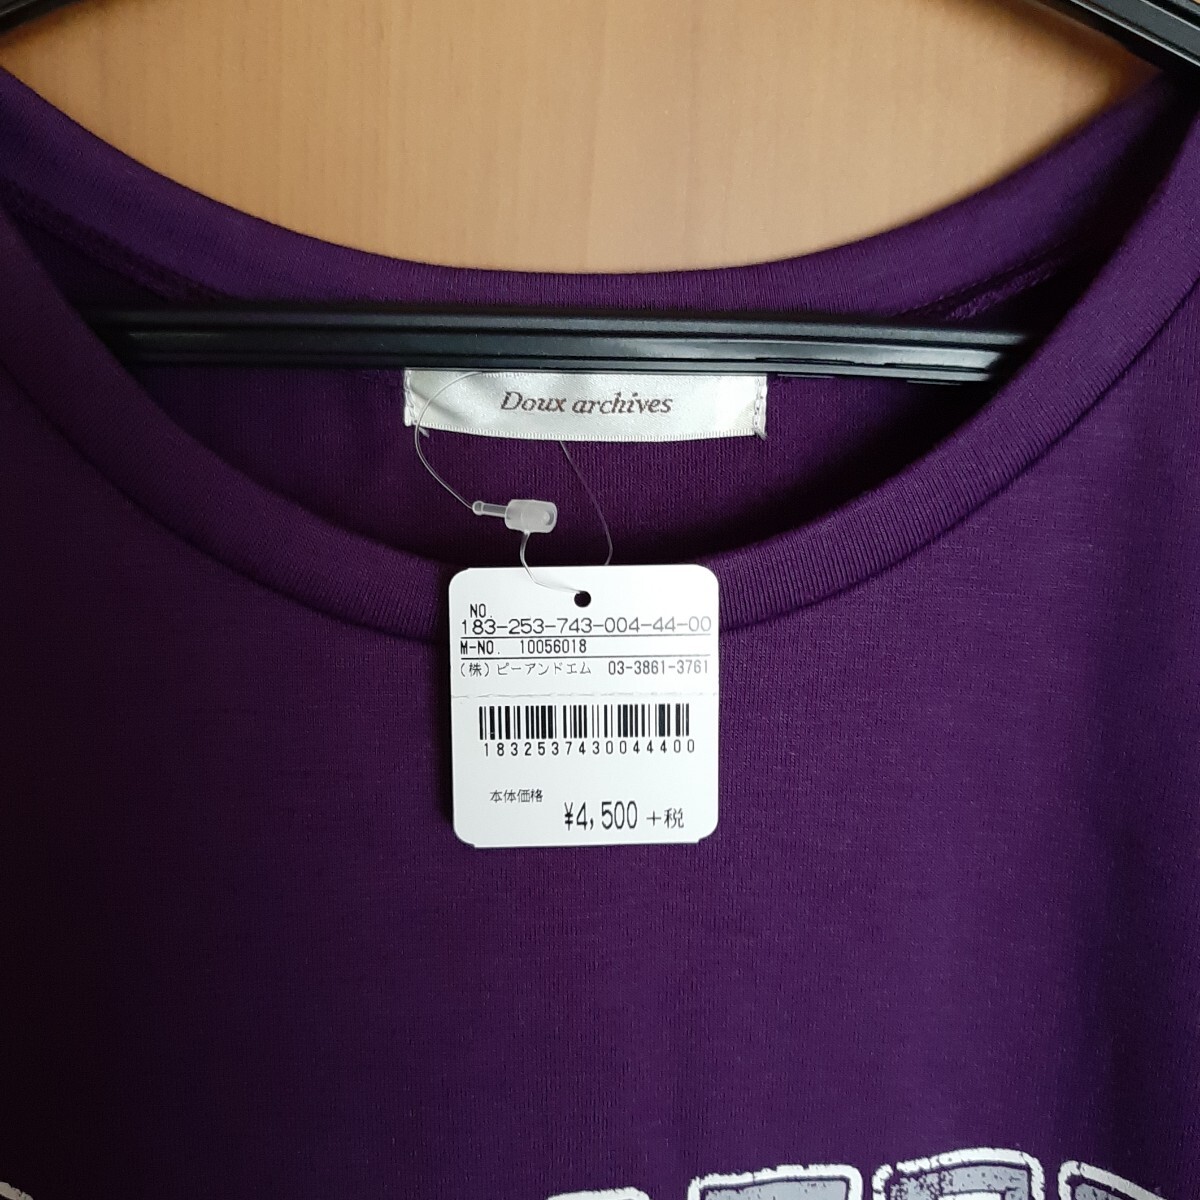 Doux archives
NO.
183-253-743-004-44-00
M-NO. 10056018
(株)ピーアンドエム 03-3861-3761
183253743004400
本体価格
¥4,500+税